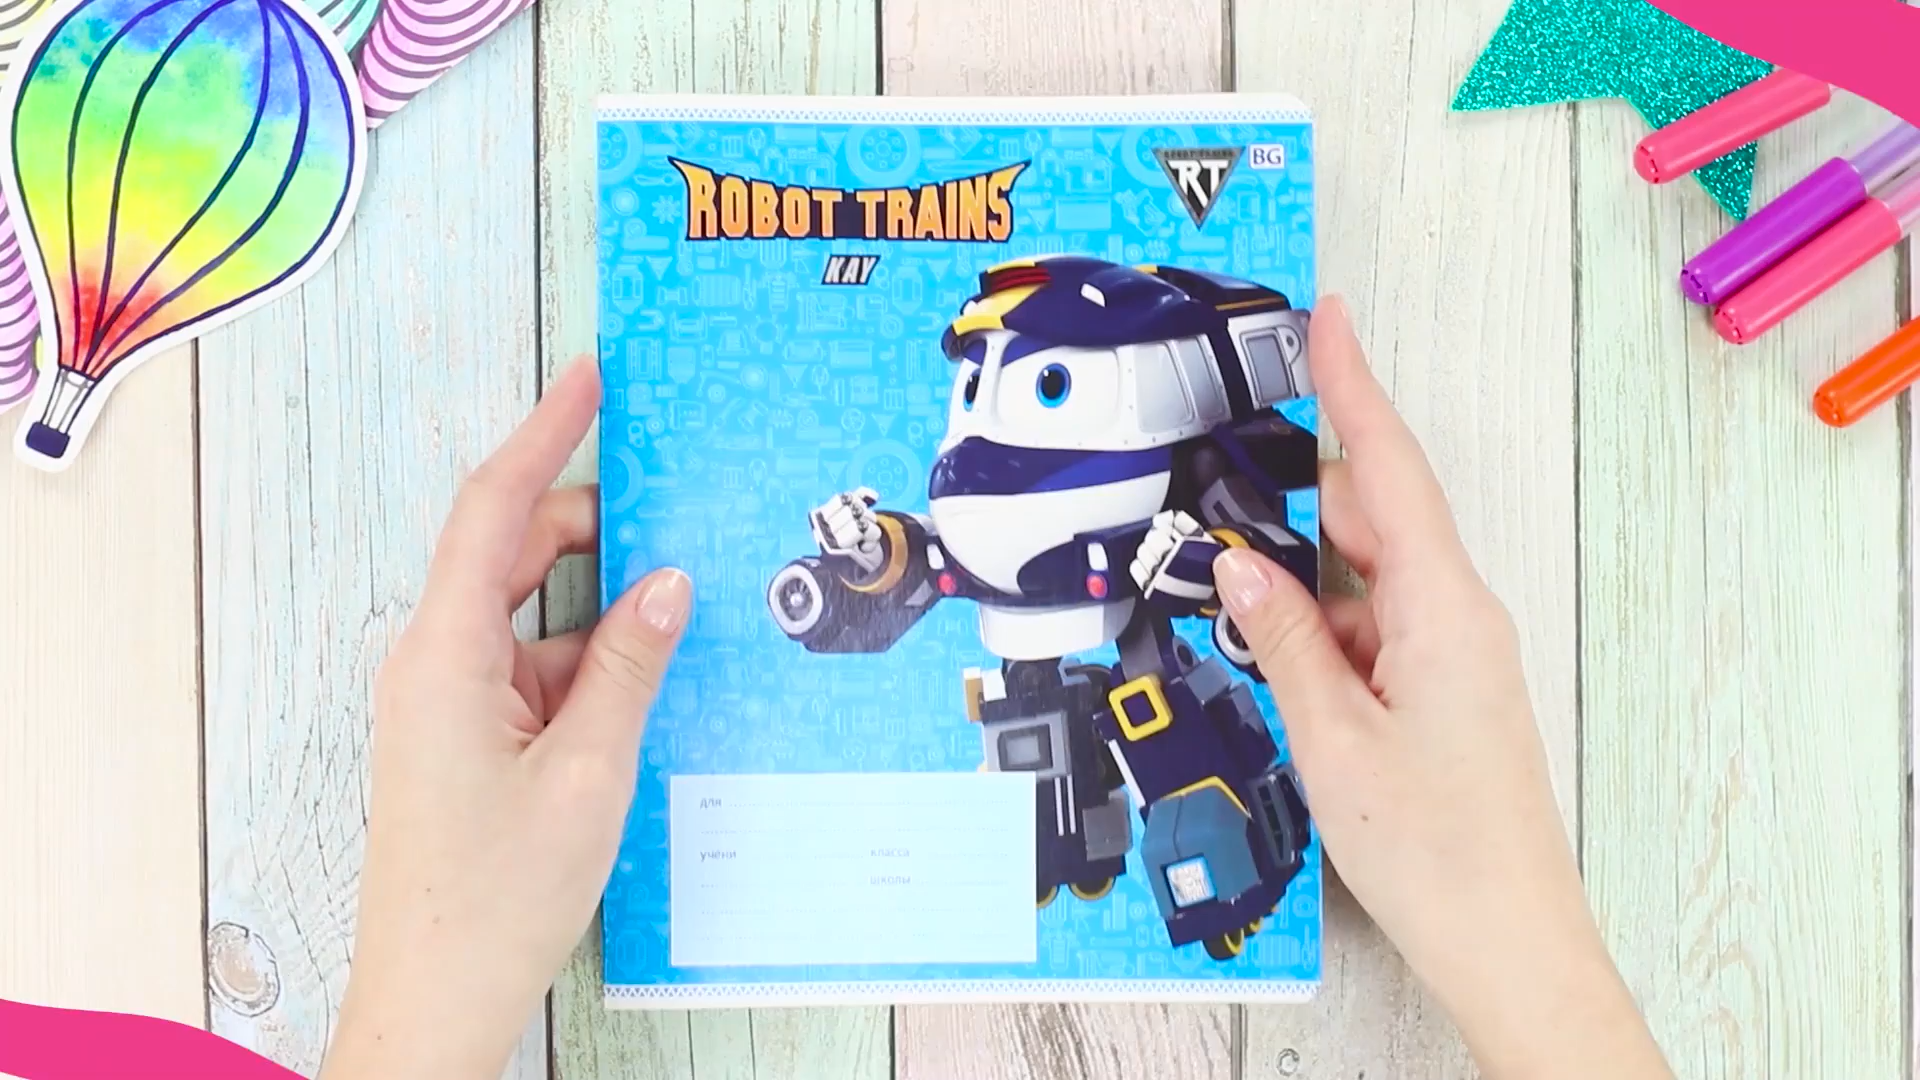 ROBOT TRAINS
KAY
RT
BG
для
учени
класса
школы